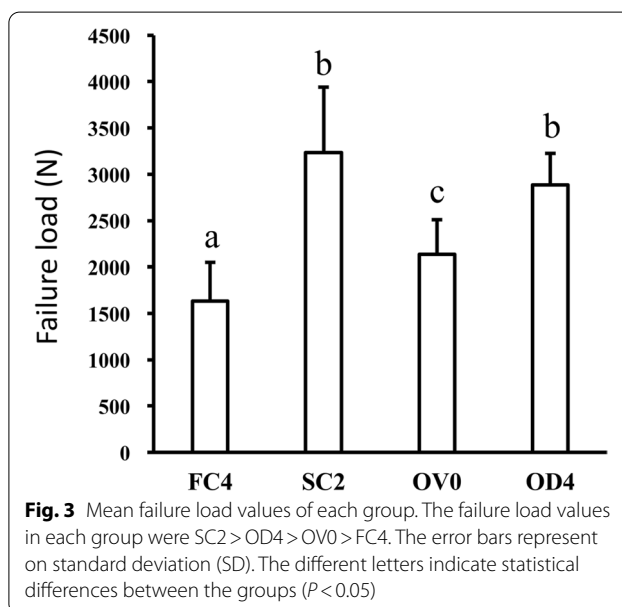 4500
4000
3500
3000
2500
2000
1500
1000
500
0
Failure load (N)
a
b
c
b
FC4 SC2 OV0 OD4
Fig. 3 Mean failure load values of each group. The failure load values
in each group were SC2 > OD4 > OV0 > FC4. The error bars represent
on standard deviation (SD). The different letters indicate statistical
differences between the groups (P < 0.05)